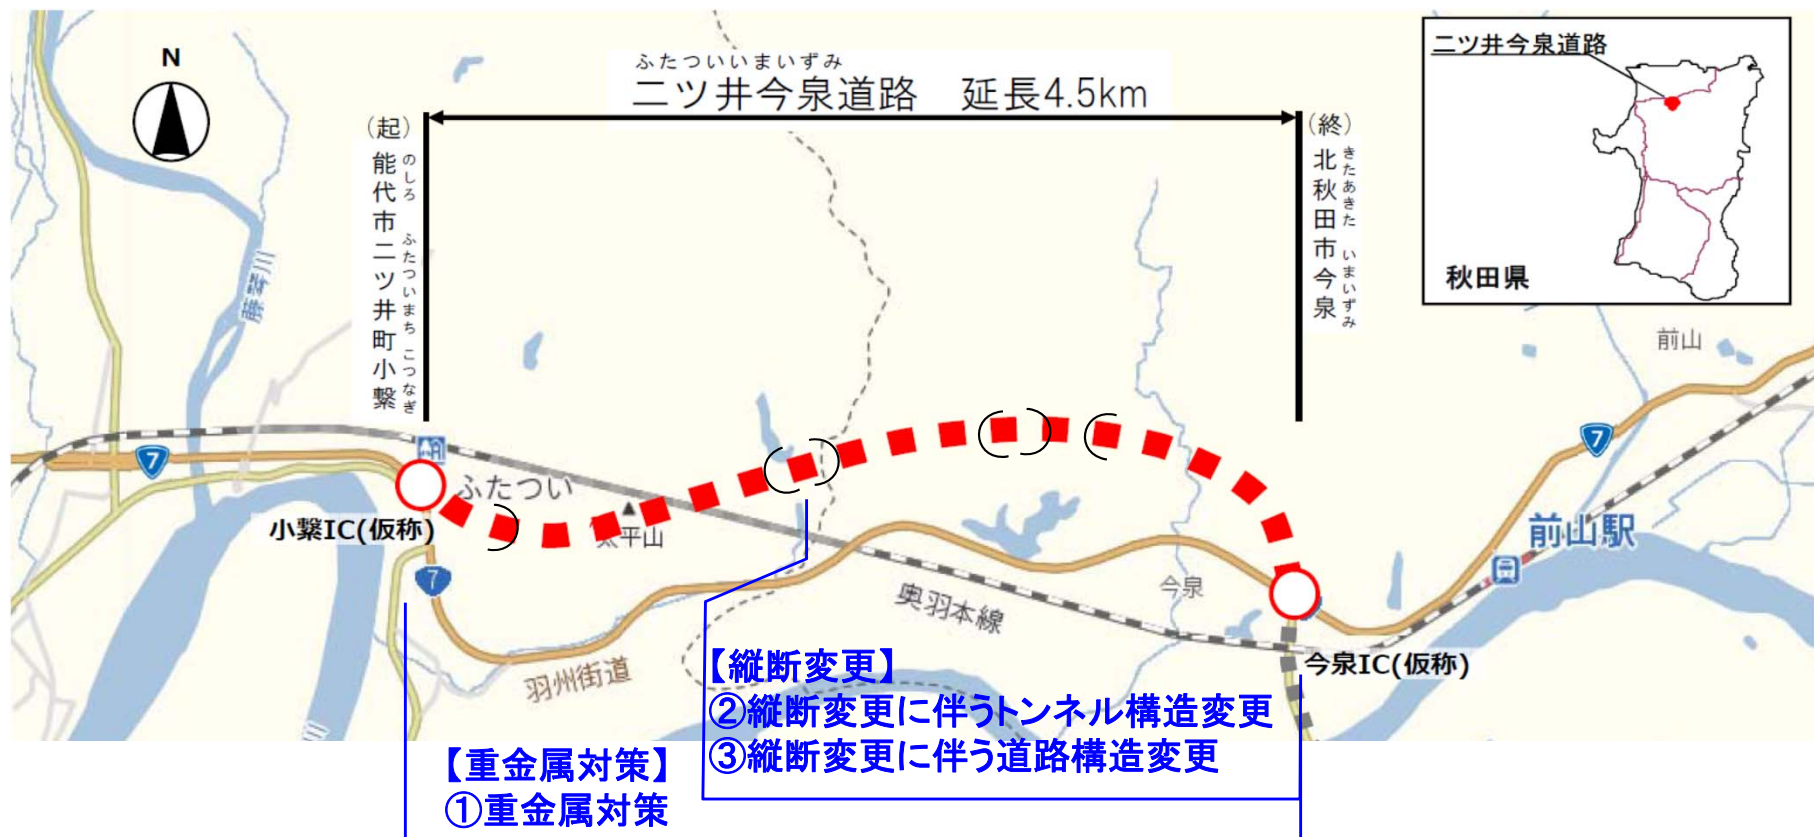 N
ふたついいまいずみ
二ツ井今泉道路　延長4.5km
二ツ井今泉道路
秋田県
(起)
能代市二ツ井町小繋
のしろ　ふたついまち　こつなぎ
(終)
北秋田市今泉
きたあきた　いまいずみ
藤琴川
前山
7
7
ふたつい
小繋IC(仮称)
太平山
7
前山駅
今泉
奥羽本線
羽州街道
今泉IC(仮称)
川
【縦断変更】
②縦断変更に伴うトンネル構造変更
③縦断変更に伴う道路構造変更
【重金属対策】
①重金属対策